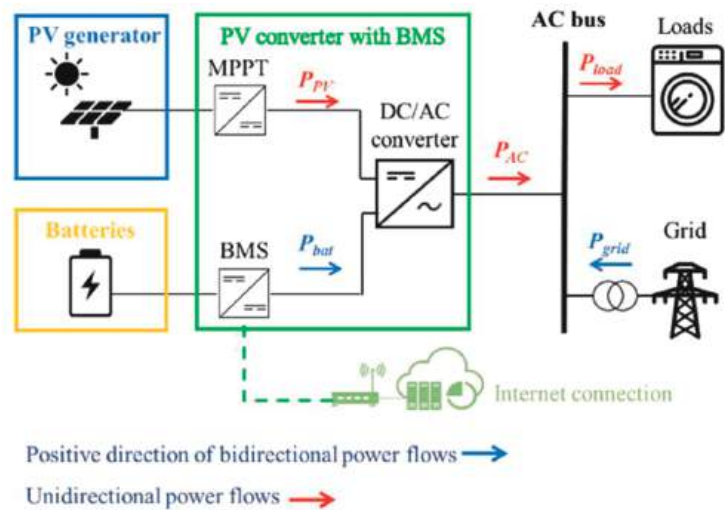 PV generator
PV converter with BMS
AC bus
Loads
MPPT
P_PV
DC/AC
converter
P_load
P_AC
Batteries
BMS
P_bat
P_grid
Grid
Internet connection
Positive direction of bidirectional power flows
Unidirectional power flows